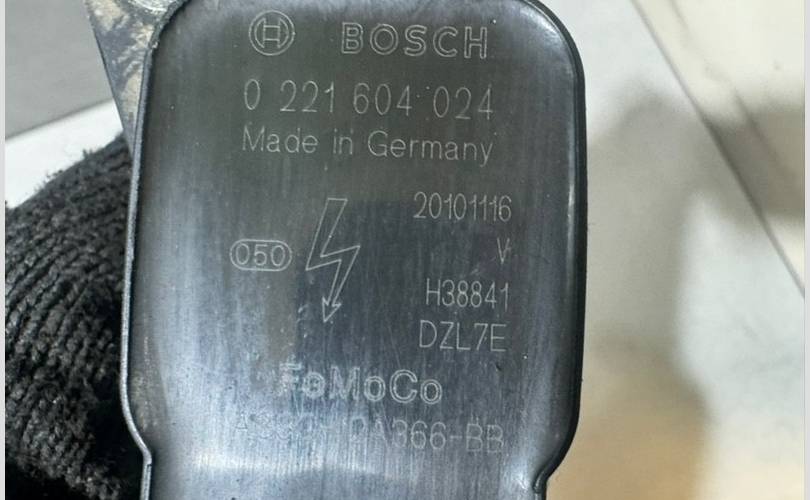 BOSCH
0 221 604 024
Made in Germany
20101116
050
V
H38841
DZL7E
FoMoCo